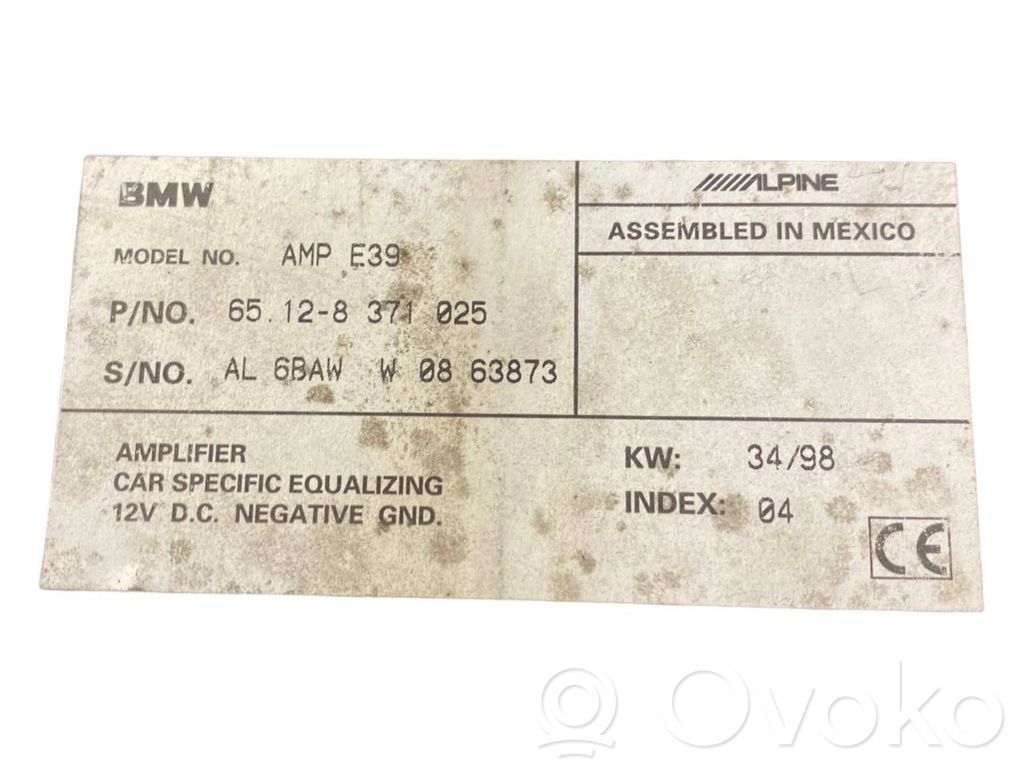 BMW
MODEL NO. AMP E39
P/NO. 65.12-8 371 025
S/NO. AL 6BAW W 08 63873
ALPINE
ASSEMBLED IN MEXICO
AMPLIFIER
CAR SPECIFIC EQUALIZING
12V D.C. NEGATIVE GND.
KW: 34/98
INDEX: 04
CE
Ovoko